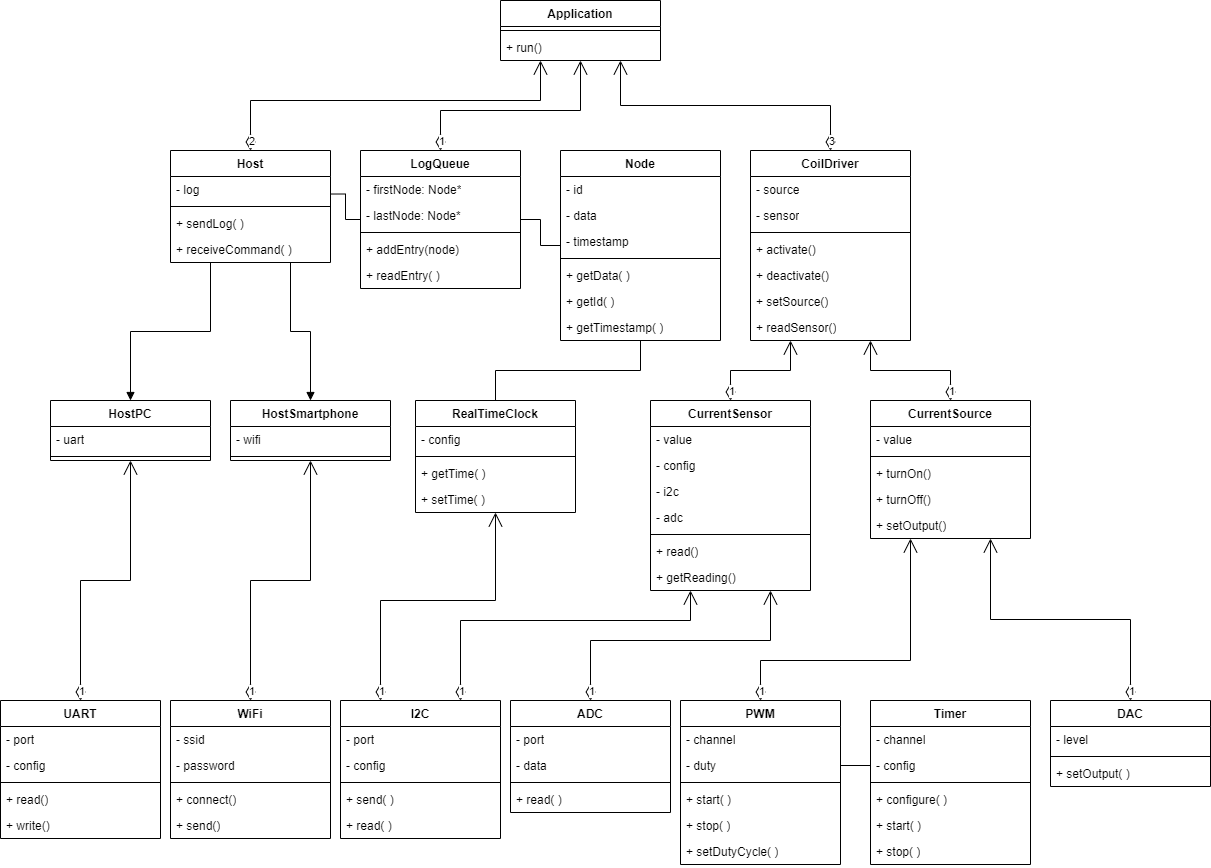 Application
+ run()
2
1
3
Host
- log
+ sendLog( )
+ receiveCommand( )
LogQueue
- firstNode: Node*
- lastNode: Node*
+ addEntry(node)
+ readEntry( )
Node
- id
- data
- timestamp
+ getData( )
+ getId( )
+ getTimestamp( )
CoilDriver
- source
- sensor
+ activate()
+ deactivate()
+ setSource()
+ readSensor()
1
1
HostPC
- uart
HostSmartphone
- wifi
RealTimeClock
- config
+ getTime( )
+ setTime( )
CurrentSensor
- value
- config
- i2c
- adc
+ read()
+ getReading()
CurrentSource
- value
+ turnOn()
+ turnOff()
+ setOutput()
1
1
1
1
1
1
1
UART
- port
- config
+ read()
+ write()
WiFi
- ssid
- password
+ connect()
+ send()
I2C
- port
- config
+ send( )
+ read( )
ADC
- port
- data
+ read( )
PWM
- channel
- duty
+ start( )
+ stop( )
+ setDutyCycle( )
Timer
- channel
- config
+ configure( )
+ start( )
+ stop( )
DAC
- level
+ setOutput( )